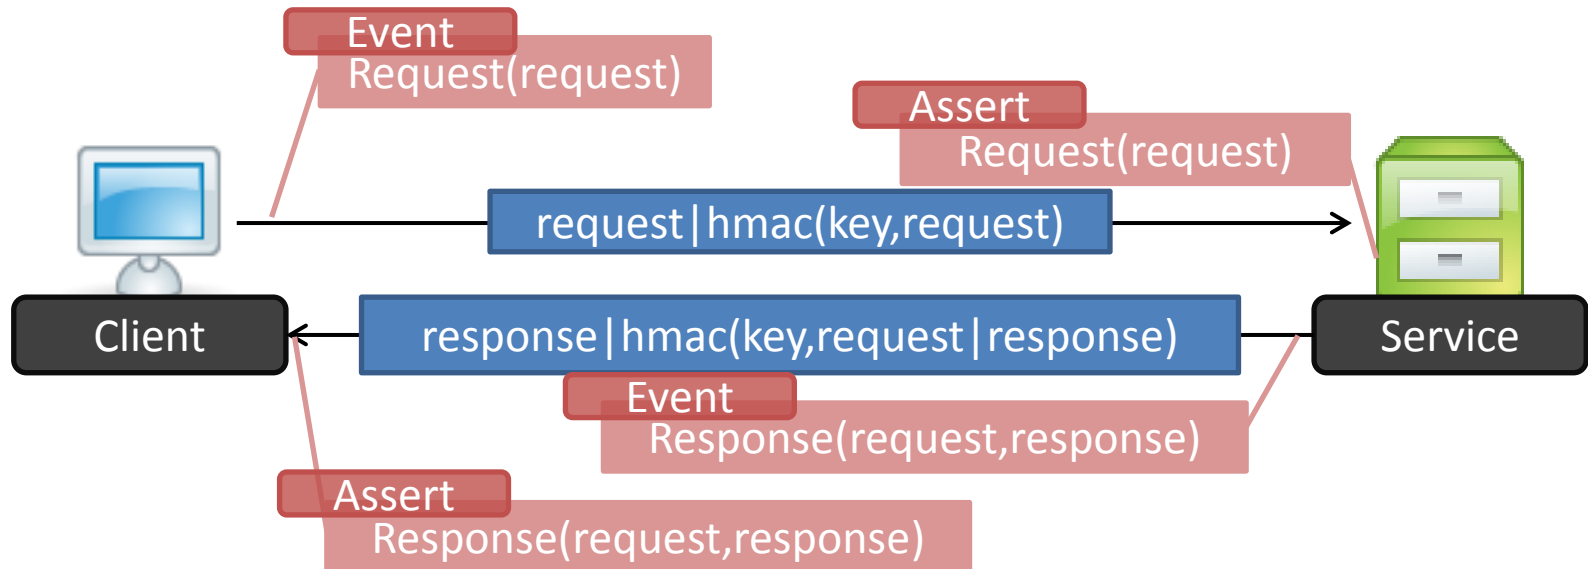 Event
Request(request)
Assert
Request(request)
request|hmac(key,request)
Client
response|hmac(key,request|response)
Service
Event
Response(request,response)
Assert
Response(request,response)